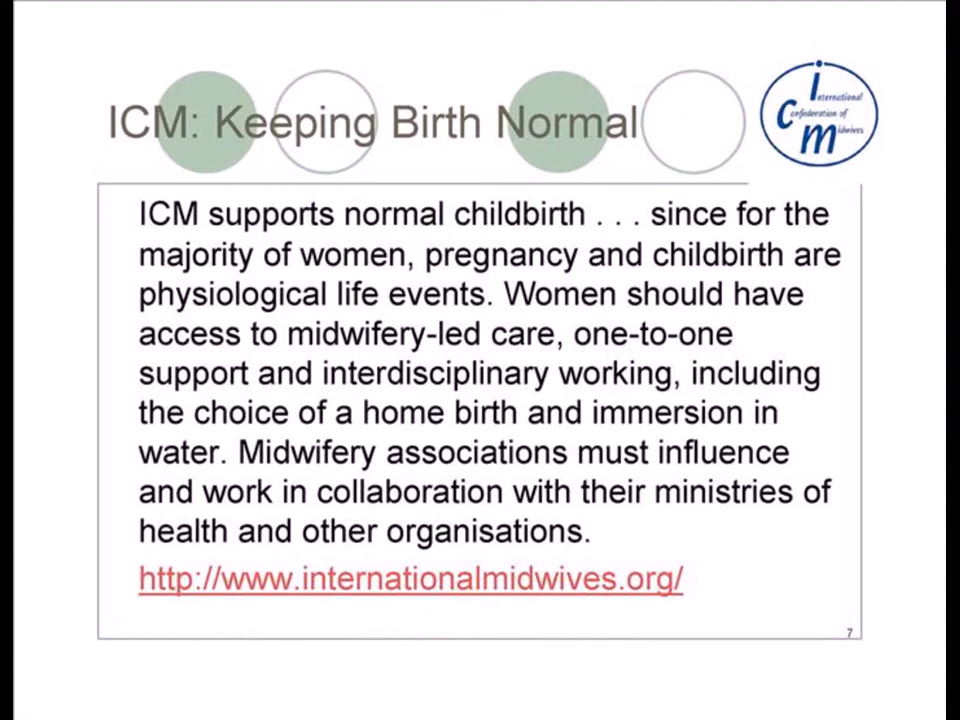 ICM: Keeping Birth Normal
International
Confederation of
Midwives
ICM supports normal childbirth . . . since for the
majority of women, pregnancy and childbirth are
physiological life events. Women should have
access to midwifery-led care, one-to-one
support and interdisciplinary working, including
the choice of a home birth and immersion in
water. Midwifery associations must influence
and work in collaboration with their ministries of
health and other organisations.
http://www.internationalmidwives.org/
7